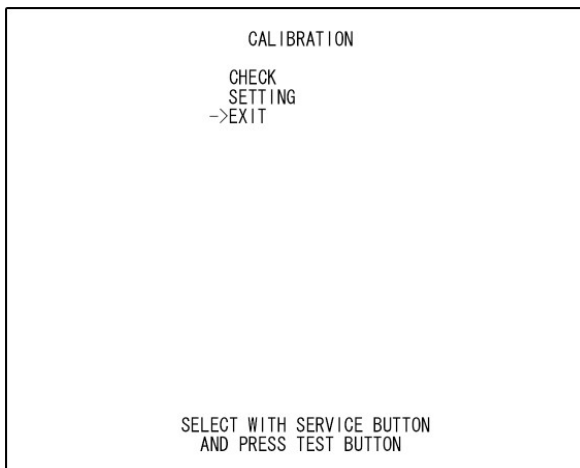 CALIBRATION
CHECK
SETTING
->EXIT
SELECT WITH SERVICE BUTTON
AND PRESS TEST BUTTON